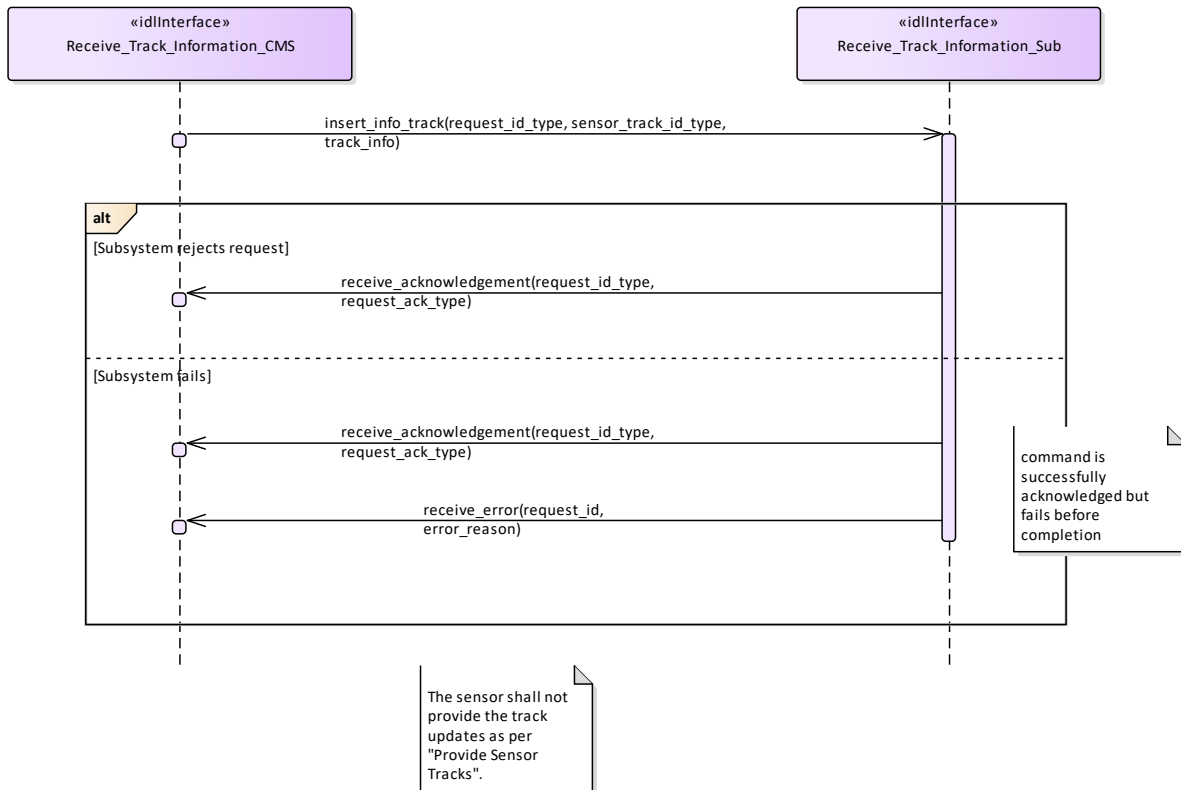 «idlInterface»
Receive_Track_Information_CMS
«idlInterface»
Receive_Track_Information_Sub
insert_info_track(request_id_type, sensor_track_id_type,
track_info)
alt
[Subsystem rejects request]
receive_acknowledgement(request_id_type,
request_ack_type)
[Subsystem fails]
receive_acknowledgement(request_id_type,
request_ack_type)
command is
successfully
acknowledged but
fails before
completion
receive_error(request_id,
error_reason)
The sensor shall not
provide the track
updates as per
"Provide Sensor
Tracks".